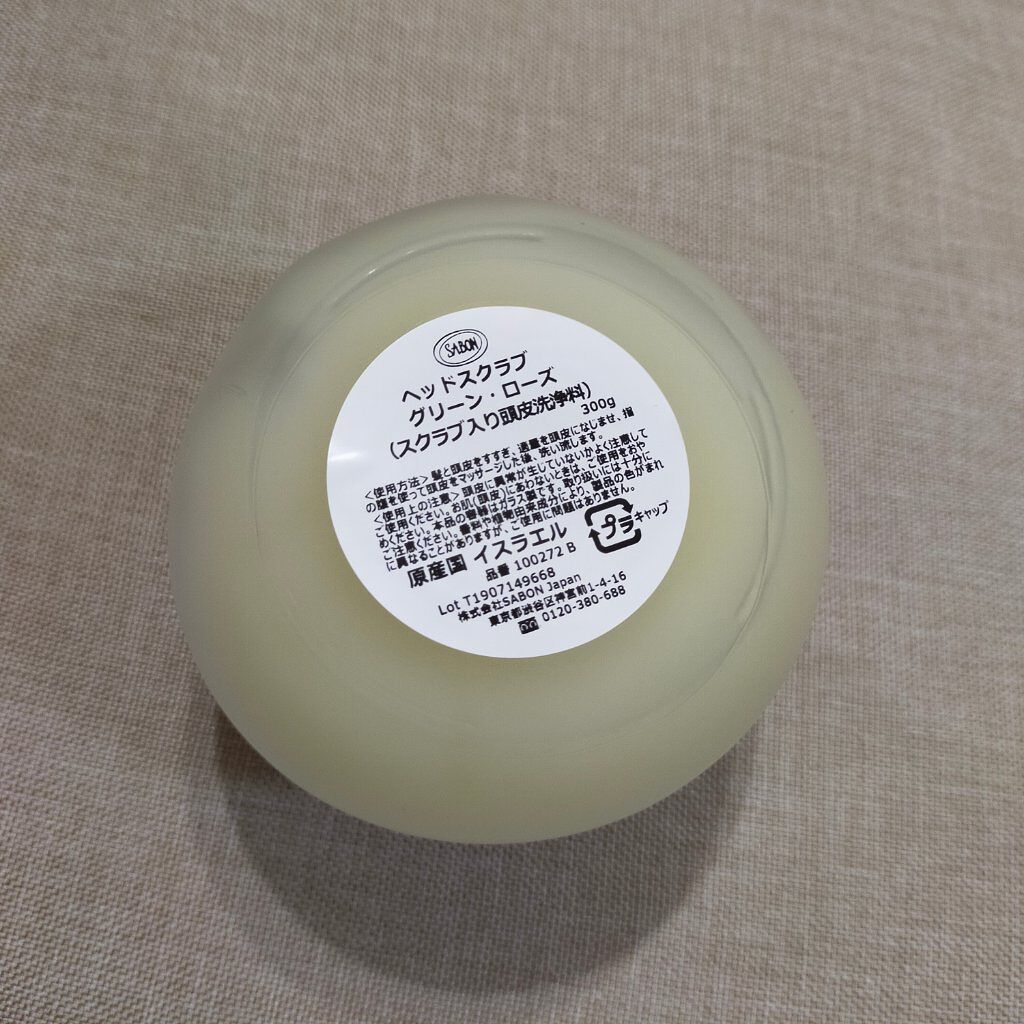 SABON
ヘッドスクラブ
グリーン・ローズ
(スクラブ入り頭皮洗浄料)
300g
<使用方法> 髪と頭皮をすすぎ、適量を頭皮になじませ、指
の腹を使って頭皮をマッサージした後、洗い流します。
<使用上の注意> 頭皮に異常が生じていないかよく注意して
ご使用ください。お肌(頭皮)にあわないときは、ご使用をおや
めください。本品の容器はガラス製です。取り扱いには十分に
ご注意ください。香料や植物由来成分により、製品の色がまれ
に異なることがありますが、ご使用に問題はありません。
原産国 イスラエル
プラ
キャップ
品番 100272 B
Lot T1907149668
株式会社SABON Japan
東京都渋谷区神宮前1-4-16
0120-380-688